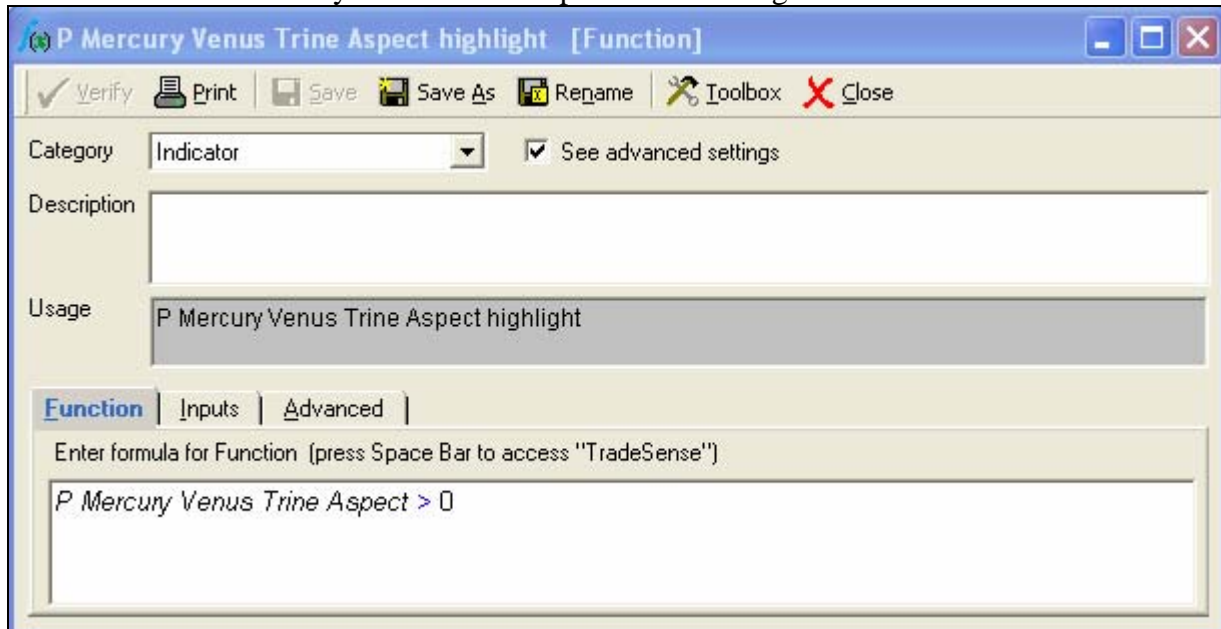 P Mercury Venus Trine Aspect highlight [Function]
Verify Print Save Save As Rename Toolbox Close
Category Indicator See advanced settings
Description
Usage P Mercury Venus Trine Aspect highlight
Function Inputs Advanced
Enter formula for Function (press Space Bar to access "TradeSense")
P Mercury Venus Trine Aspect > 0